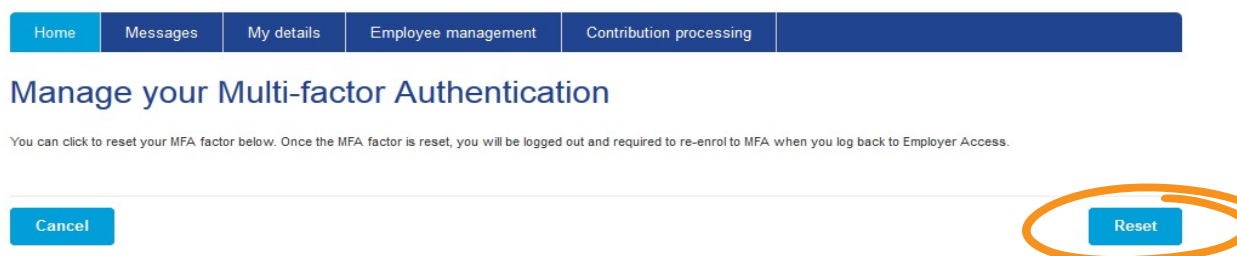 Home Messages My details Employee management Contribution processing
Manage your Multi-factor Authentication
You can click to reset your MFA factor below. Once the MFA factor is reset, you will be logged out and required to re-enrol to MFA when you log back to Employer Access.
Cancel Reset